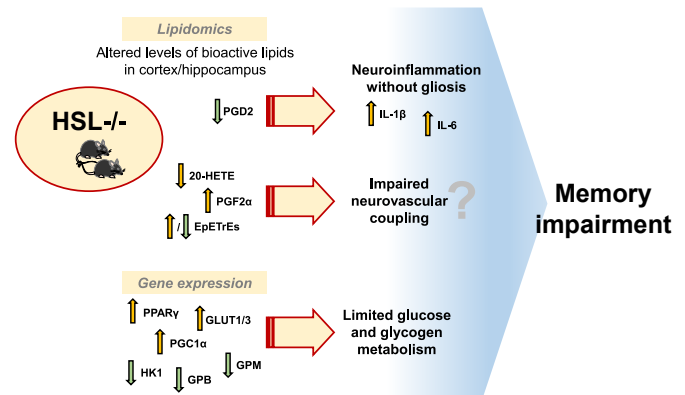 Lipidomics
Altered levels of bioactive lipids
in cortex/hippocampus
HSL-/-
PGD2
Neuroinflammation
without gliosis
IL-1β
IL-6
20-HETE
PGF2α
/ EpETrEs
Impaired
neurovascular
coupling
?
Memory
impairment
Gene expression
PPARγ
GLUT1/3
PGC1α
HK1
GPB
GPM
Limited glucose
and glycogen
metabolism